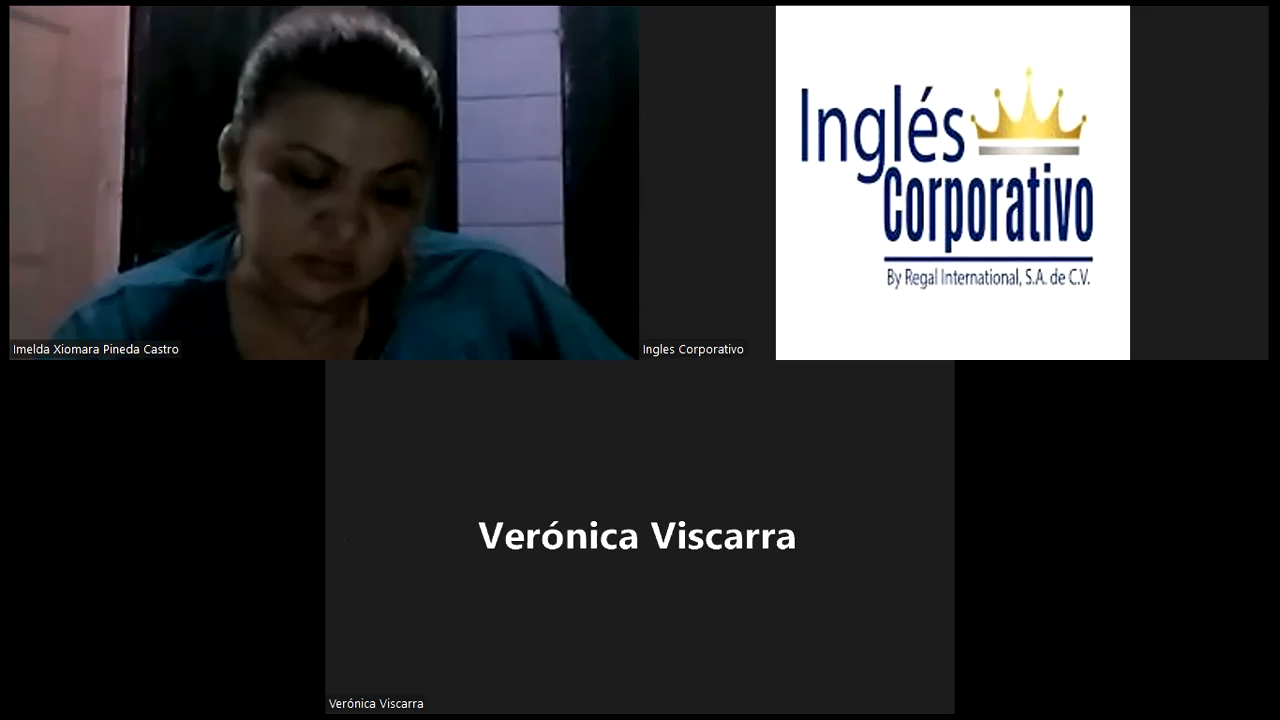 Inglés
Corporativo
By Regal International, S.A. de C.V.
Imelda Xiomara Pineda Castro
Ingles Corporativo
Verónica Viscarra
Verónica Viscarra